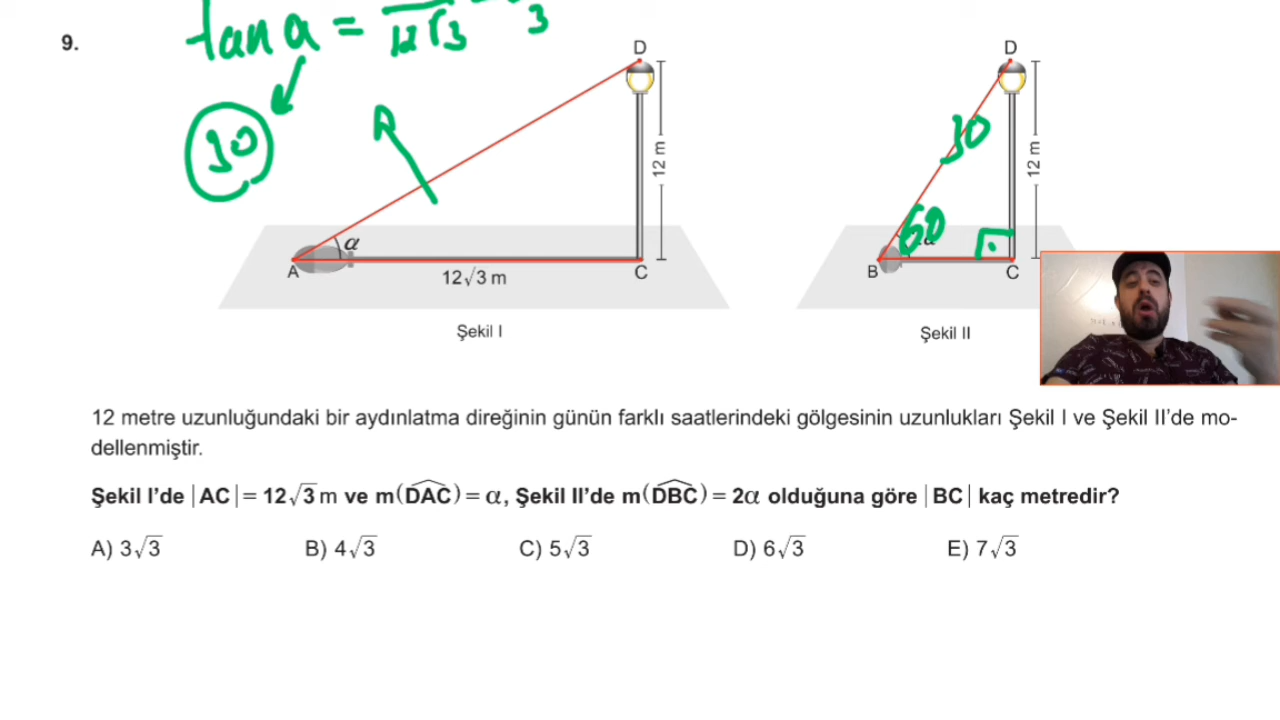 9.
tan α = 12√3 3
30
A
D
12 m
α
A
12√3 m
C
Şekil I
D
30
12 m
60
B
C
Şekil II
12 metre uzunluğundaki bir aydınlatma direğinin günün farklı saatlerindeki gölgesinin uzunlukları Şekil I ve Şekil II'de mo-
dellenmiştir.
Şekil I'de |AC| = 12√3 m ve m(DAC) = α, Şekil II'de m(DBC) = 2α olduğuna göre |BC| kaç metredir?
A) 3√3 B) 4√3 C) 5√3 D) 6√3 E) 7√3